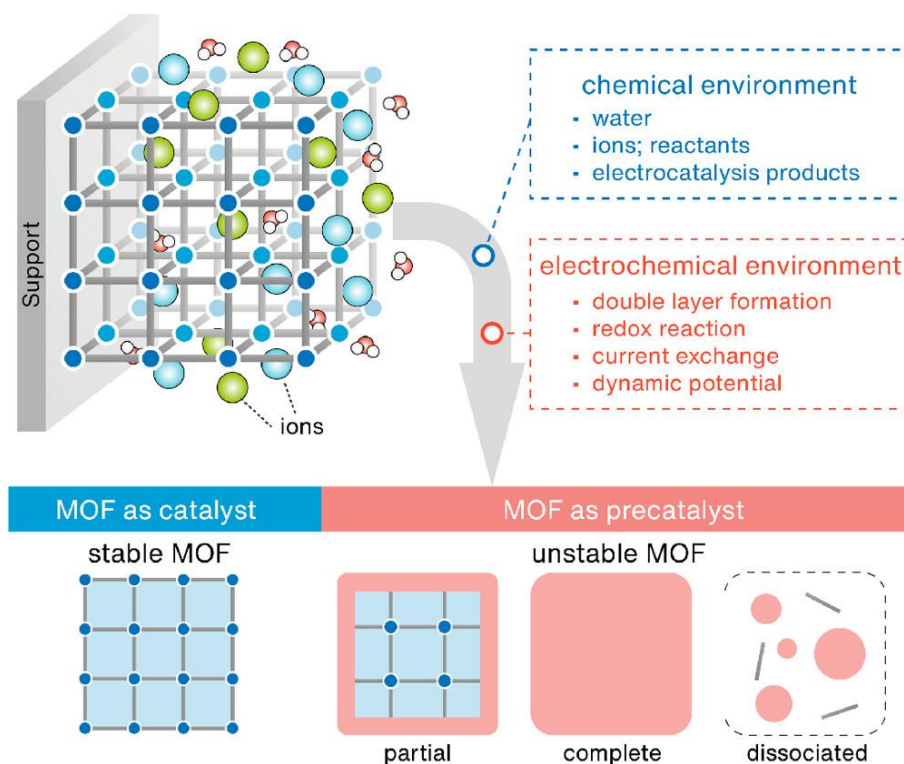 Support
ions
chemical environment
▪ water
▪ ions; reactants
▪ electrocatalysis products
electrochemical environment
▪ double layer formation
▪ redox reaction
▪ current exchange
▪ dynamic potential
MOF as catalyst
MOF as precatalyst
stable MOF
unstable MOF
partial
complete
dissociated